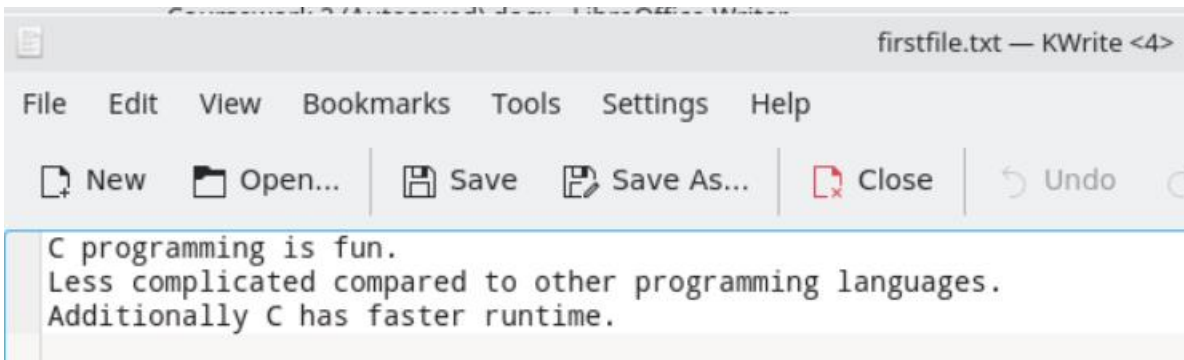 firstfile.txt — KWrite <4>
File Edit View Bookmarks Tools Settings Help
New Open... Save Save As... Close Undo
C programming is fun.
Less complicated compared to other programming languages.
Additionally C has faster runtime.